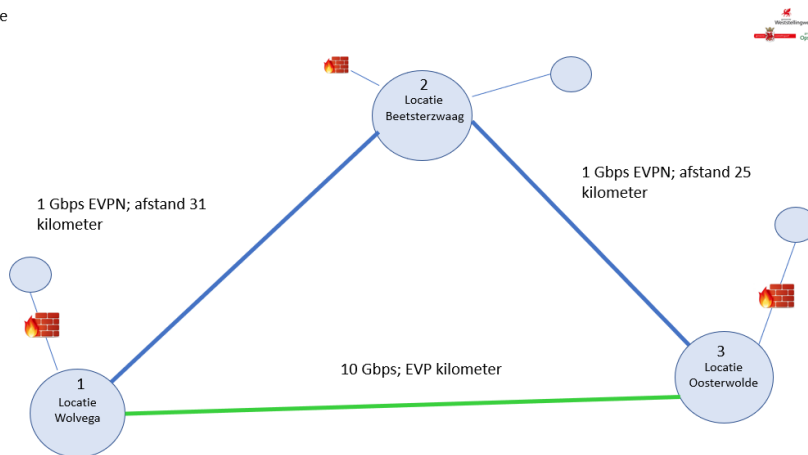 e
2
Locatie
Beetsterzwaag
1 Gbps EVPN; afstand 25
kilometer
1 Gbps EVPN; afstand 31
kilometer
10 Gbps; EVP kilometer
3
Locatie
Oosterwolde
1
Locatie
Wolvega